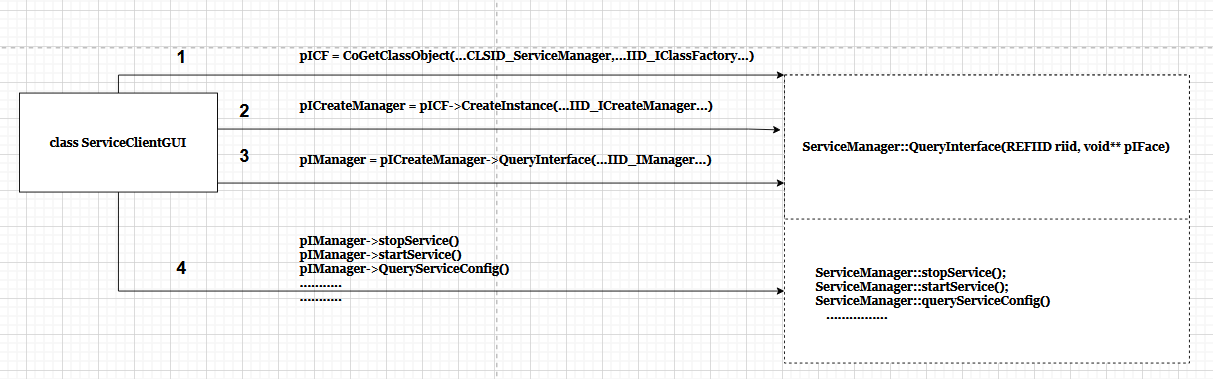 1
pICF = CoGetClassObject(...CLSID_ServiceManager,...IID_IClassFactory...)
2
pICreateManager = pICF->CreateInstance(...IID_ICreateManager...)
class ServiceClientGUI
3
pIManager = pICreateManager->QueryInterface(...IID_IManager...)
ServiceManager::QueryInterface(REFIID riid, void** pIFace)
4
pIManager->stopService()
pIManager->startService()
pIManager->QueryServiceConfig()
...........
...........
ServiceManager::stopService();
ServiceManager::startService();
ServiceManager::queryServiceConfig()
................